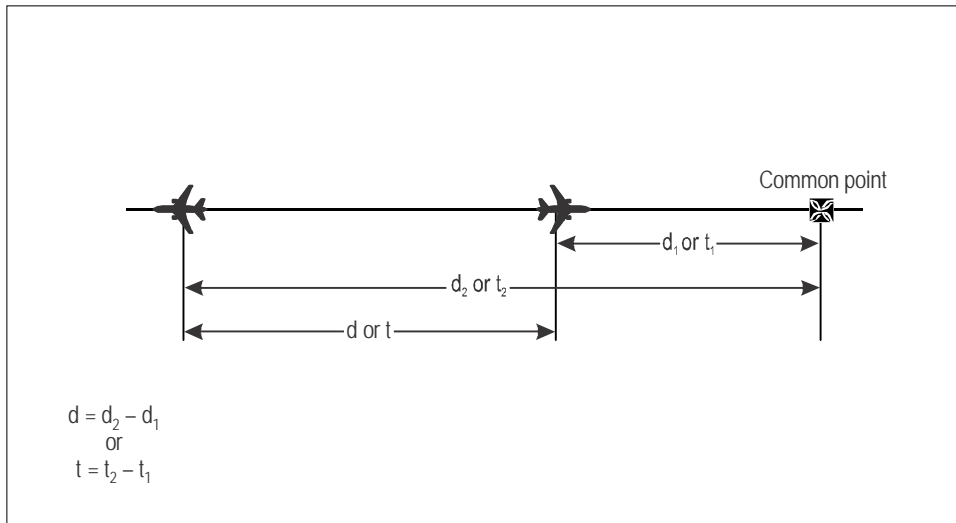 Common point
d₁ or t₁
d₂ or t₂
d or t
d = d₂ – d₁
or
t = t₂ – t₁